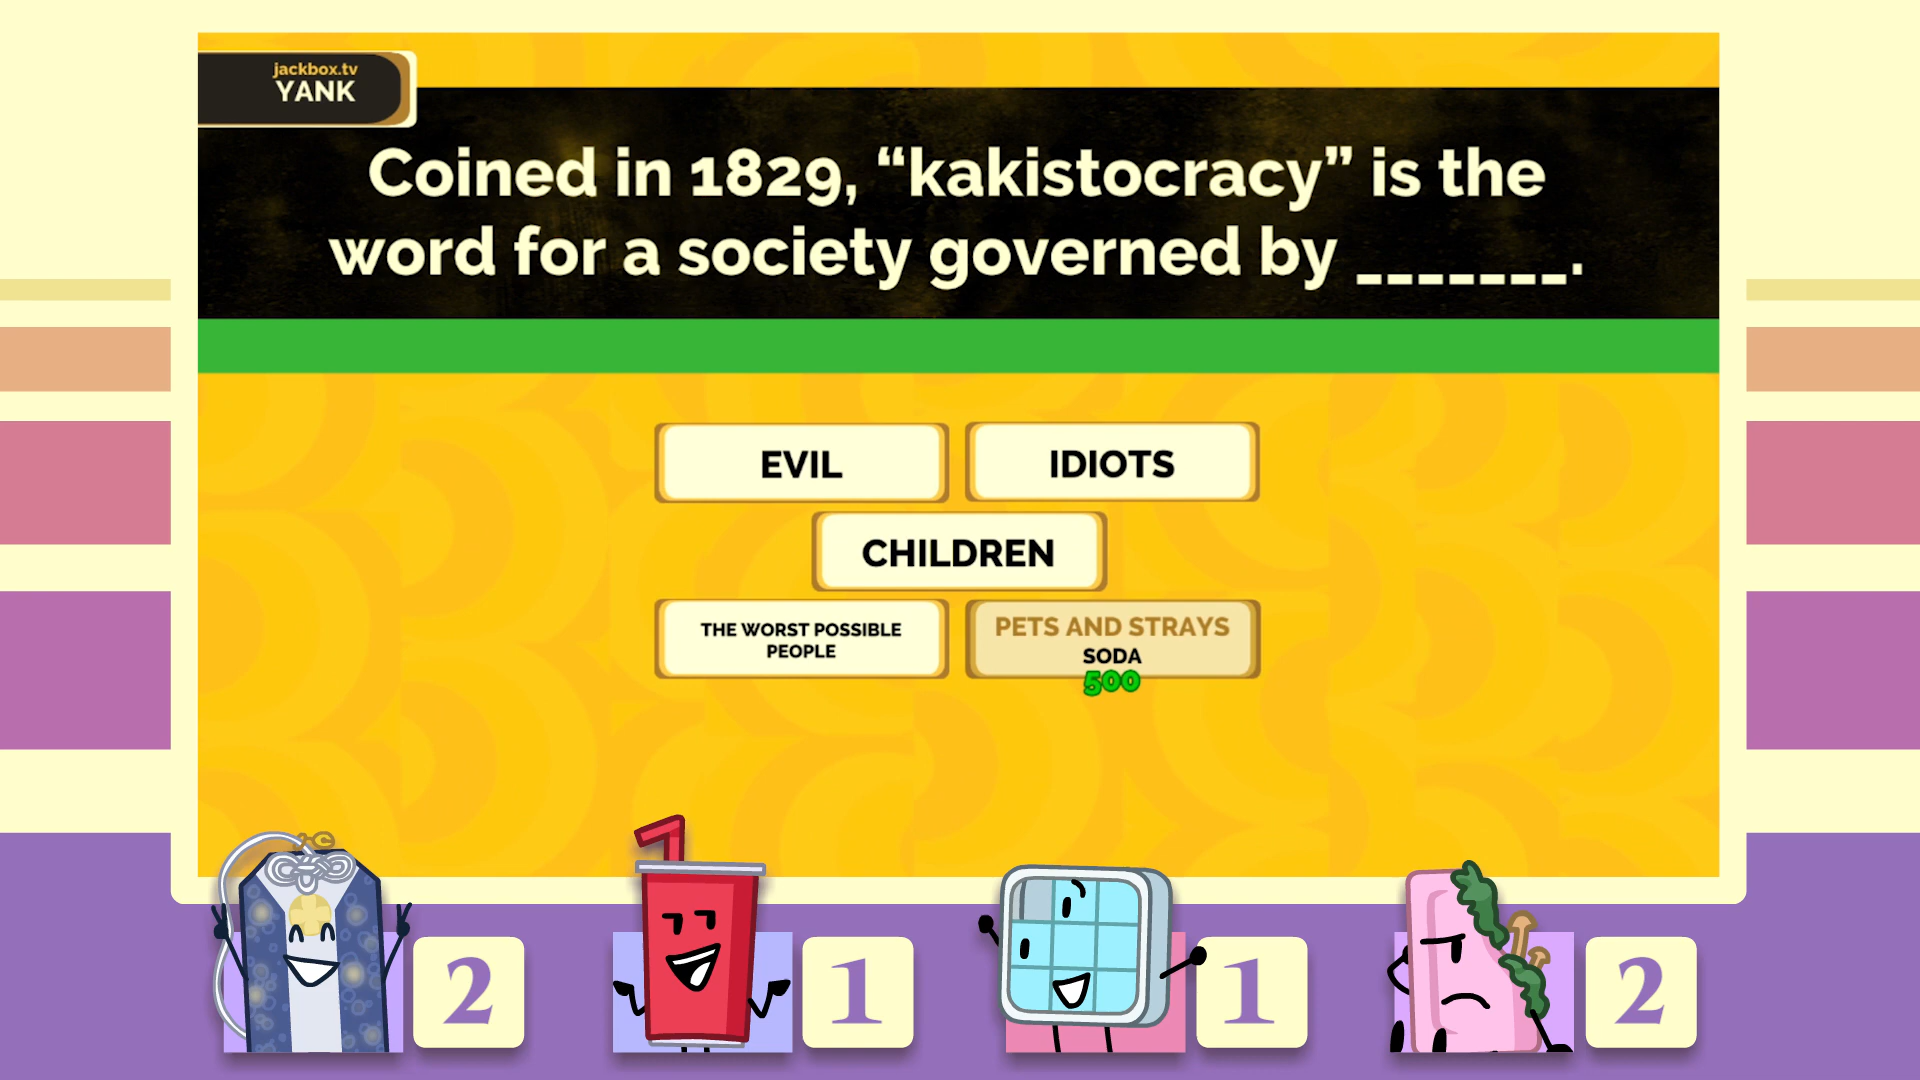 jackbox.tv
YANK
Coined in 1829, “kakistocracy” is the
word for a society governed by _______.
EVIL
IDIOTS
CHILDREN
THE WORST POSSIBLE
PEOPLE
PETS AND STRAYS
SODA
500
2
1
1
2